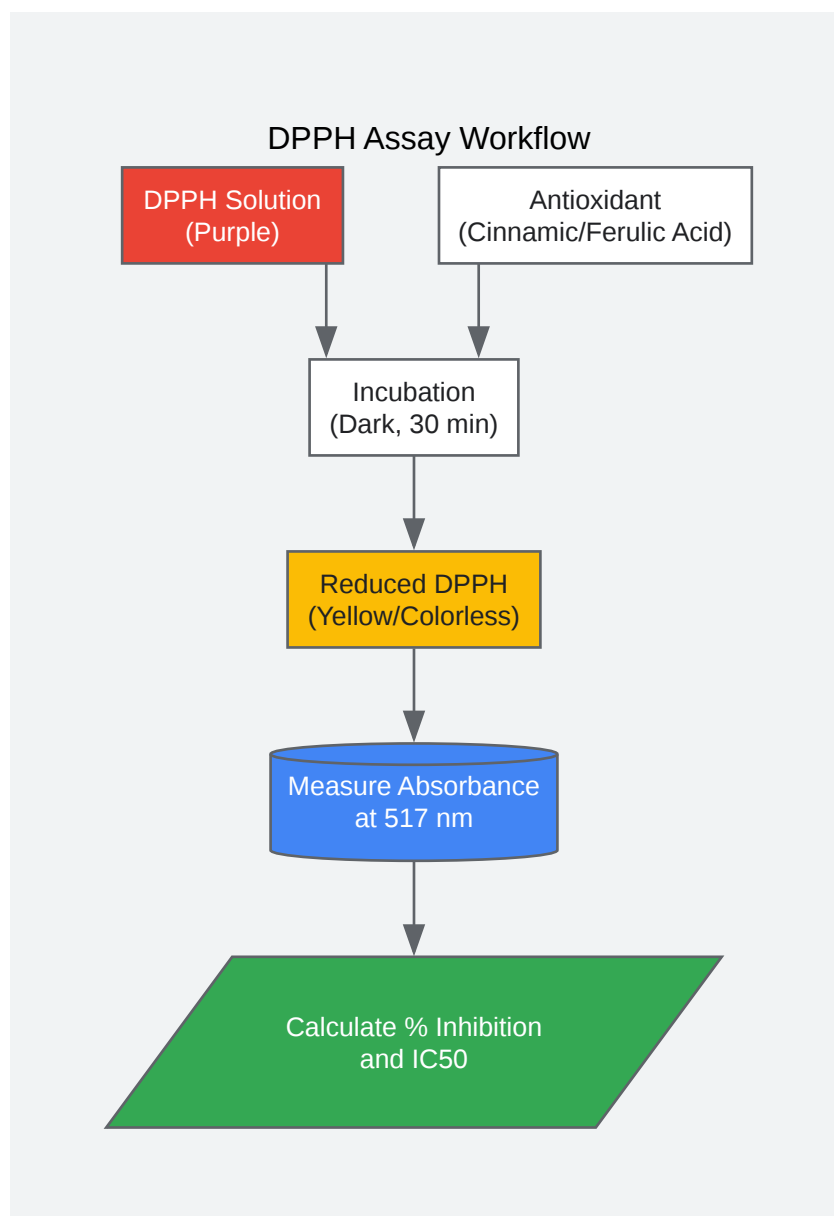 DPPH Assay Workflow
DPPH Solution
(Purple)
Antioxidant
(Cinnamic/Ferulic Acid)
Incubation
(Dark, 30 min)
Reduced DPPH
(Yellow/Colorless)
Measure Absorbance
at 517 nm
Calculate % Inhibition
and IC50